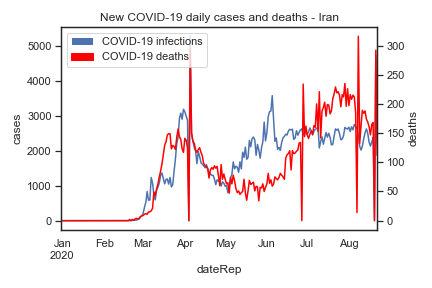 New COVID-19 daily cases and deaths - Iran
COVID-19 infections
COVID-19 deaths
5000
4000
3000
2000
1000
0
cases
300
250
200
150
100
50
0
deaths
Jan Feb Mar Apr May Jun Jul Aug
2020
dateRep